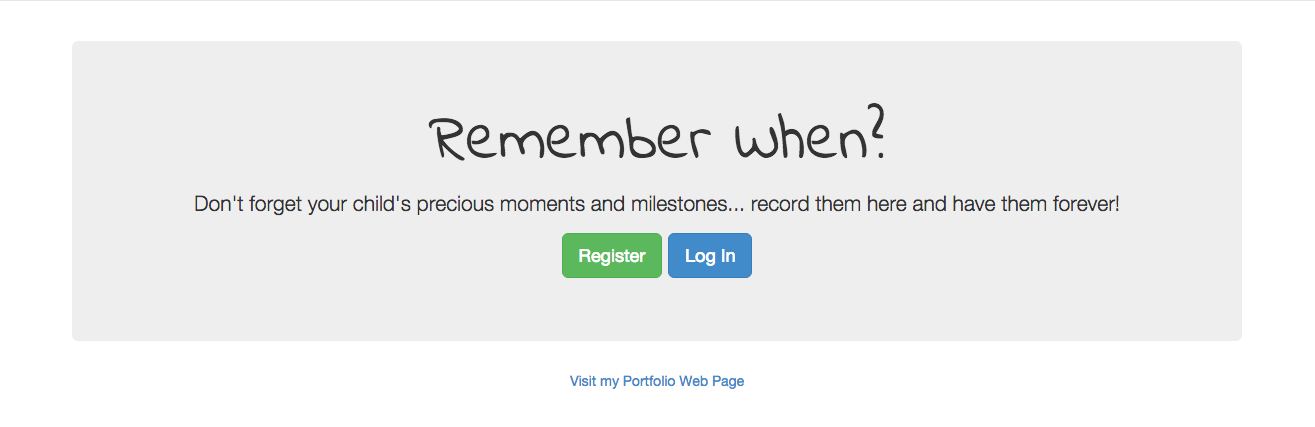 Remember when?
Don't forget your child's precious moments and milestones... record them here and have them forever!
Register Log In
Visit my Portfolio Web Page